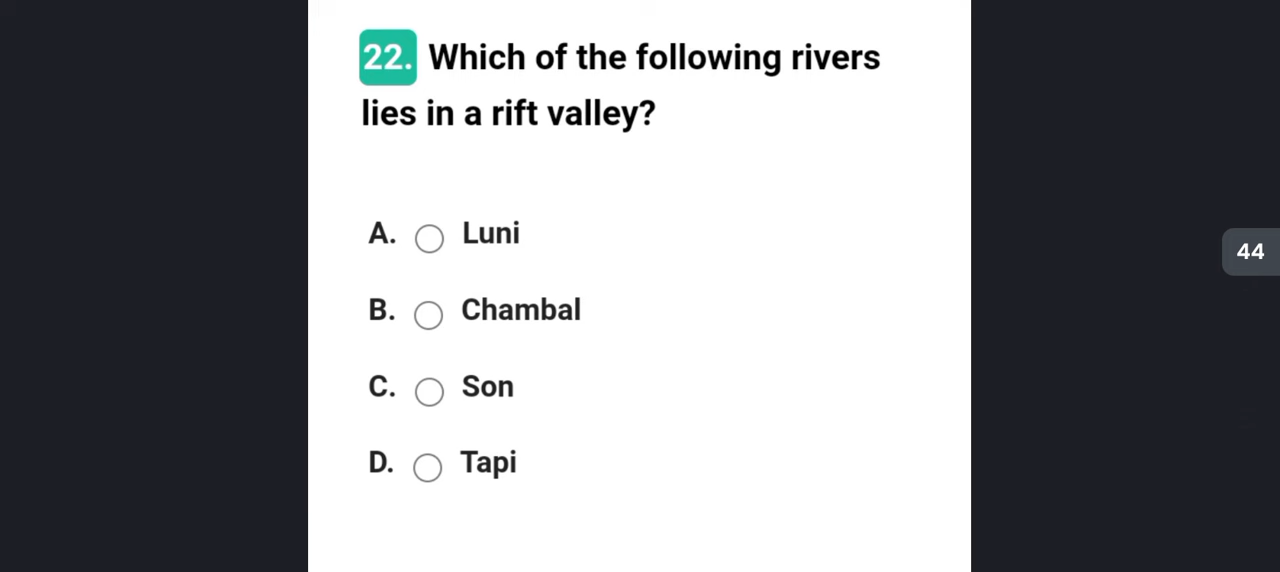 22. Which of the following rivers
lies in a rift valley?
A. Luni
44
B. Chambal
C. Son
D. Tapi